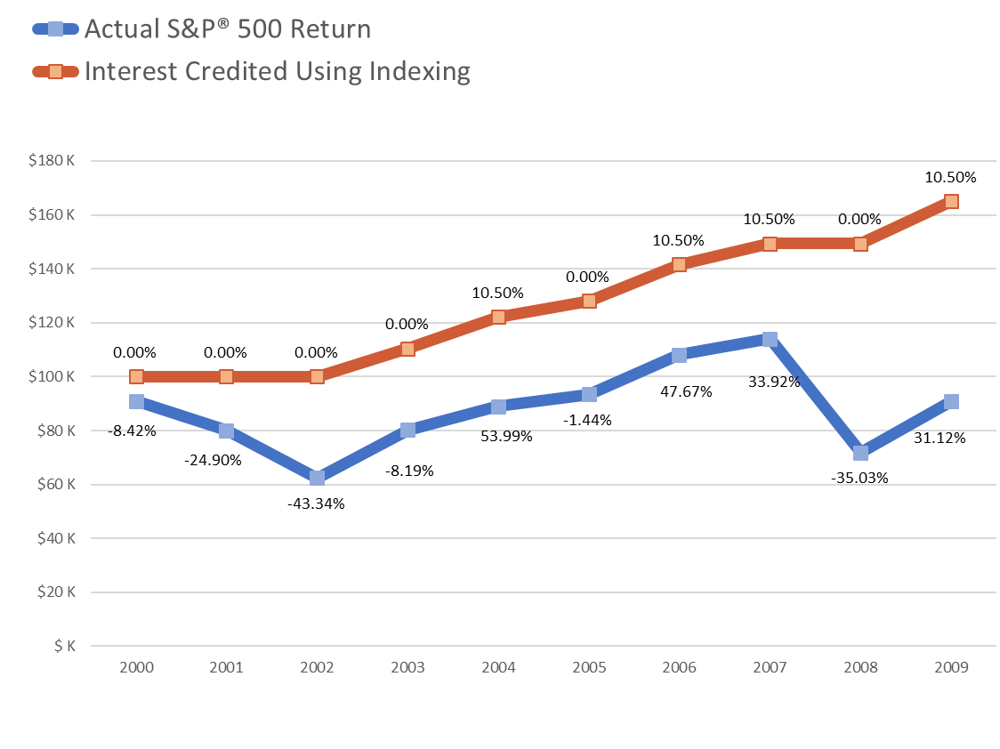 Actual S&P® 500 Return
Interest Credited Using Indexing
$180 K
$160 K
$140 K
$120 K
$100 K
$80 K
$60 K
$40 K
$20 K
$ K
0.00%
0.00%
0.00%
0.00%
10.50%
0.00%
10.50%
10.50%
0.00%
10.50%
-8.42%
-24.90%
-43.34%
-8.19%
53.99%
-1.44%
47.67%
33.92%
-35.03%
31.12%
2000 2001 2002 2003 2004 2005 2006 2007 2008 2009